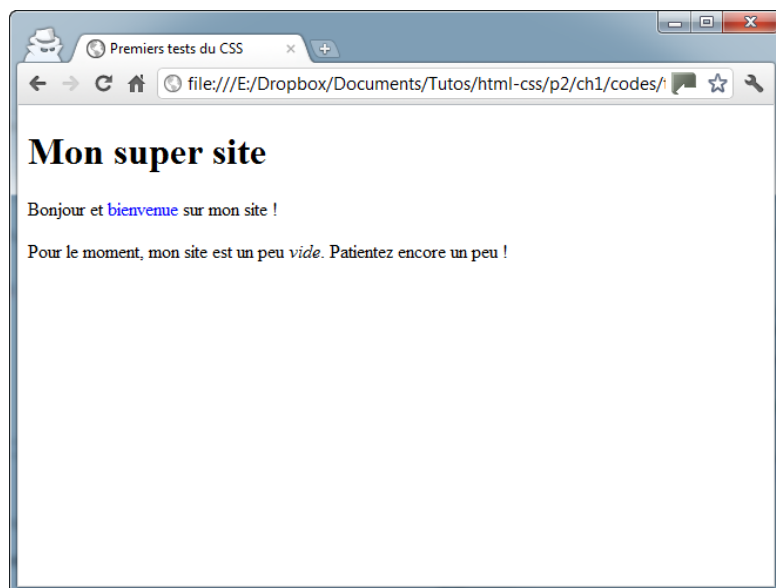 Premiers tests du CSS
file:///E:/Dropbox/Documents/Tutos/html-css/p2/ch1/codes/
Mon super site
Bonjour et bienvenue sur mon site !
Pour le moment, mon site est un peu vide. Patientez encore un peu !